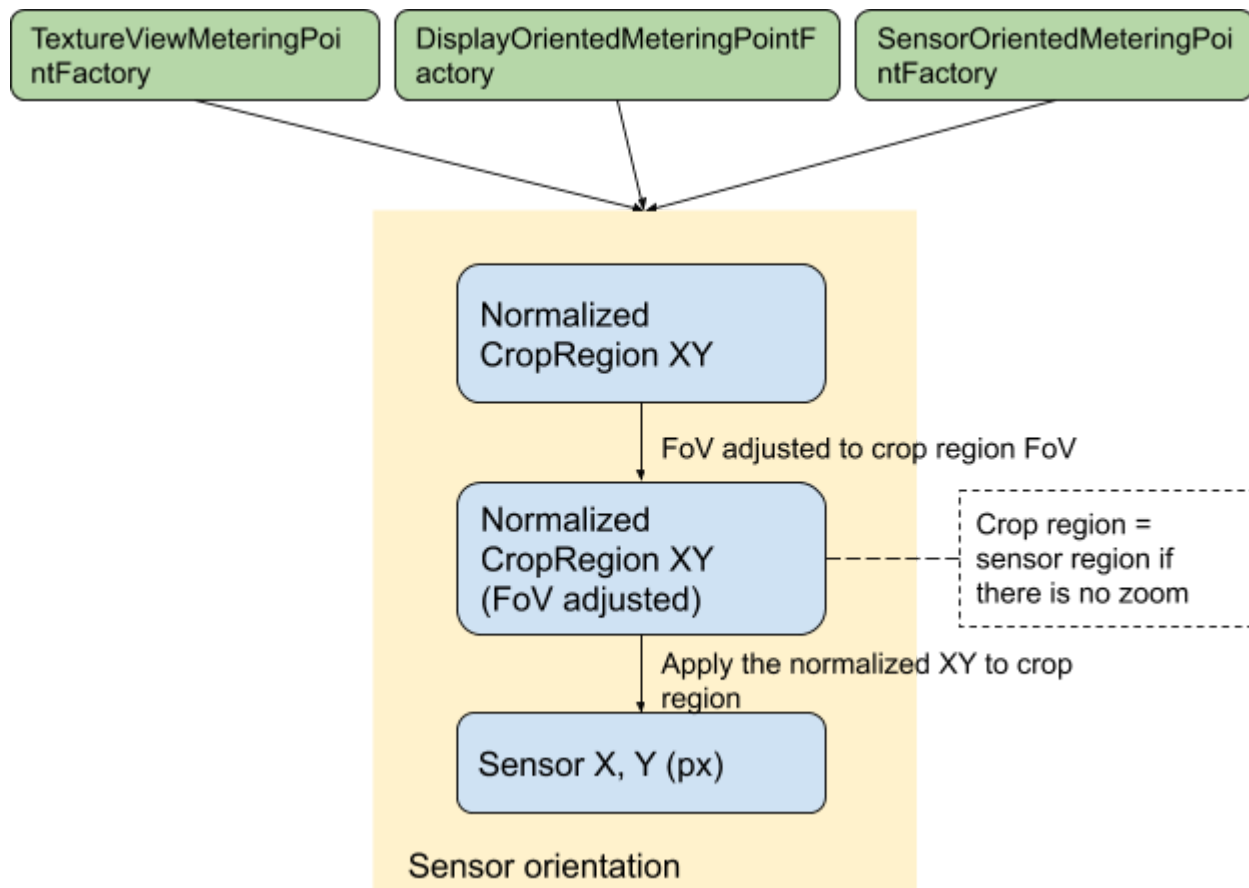 TextureViewMeteringPoi
ntFactory
DisplayOrientedMeteringPointF
actory
SensorOrientedMeteringPoi
ntFactory
Normalized
CropRegion XY
FoV adjusted to crop region FoV
Normalized
CropRegion XY
(FoV adjusted)
Crop region =
sensor region if
there is no zoom
Apply the normalized XY to crop
region
Sensor X, Y (px)
Sensor orientation